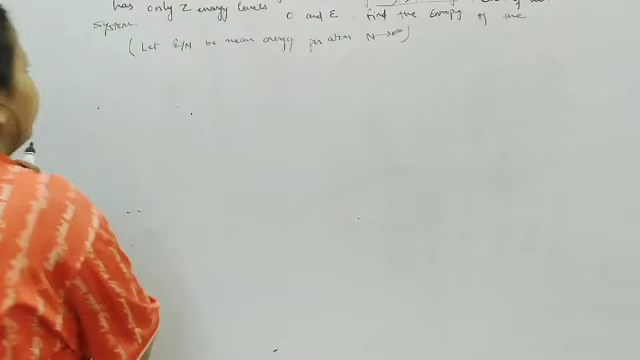 has only 2 energy levels 0 and ε. Find the Entropy of the
System.
(Let E/N be mean energy per atom N→∞)